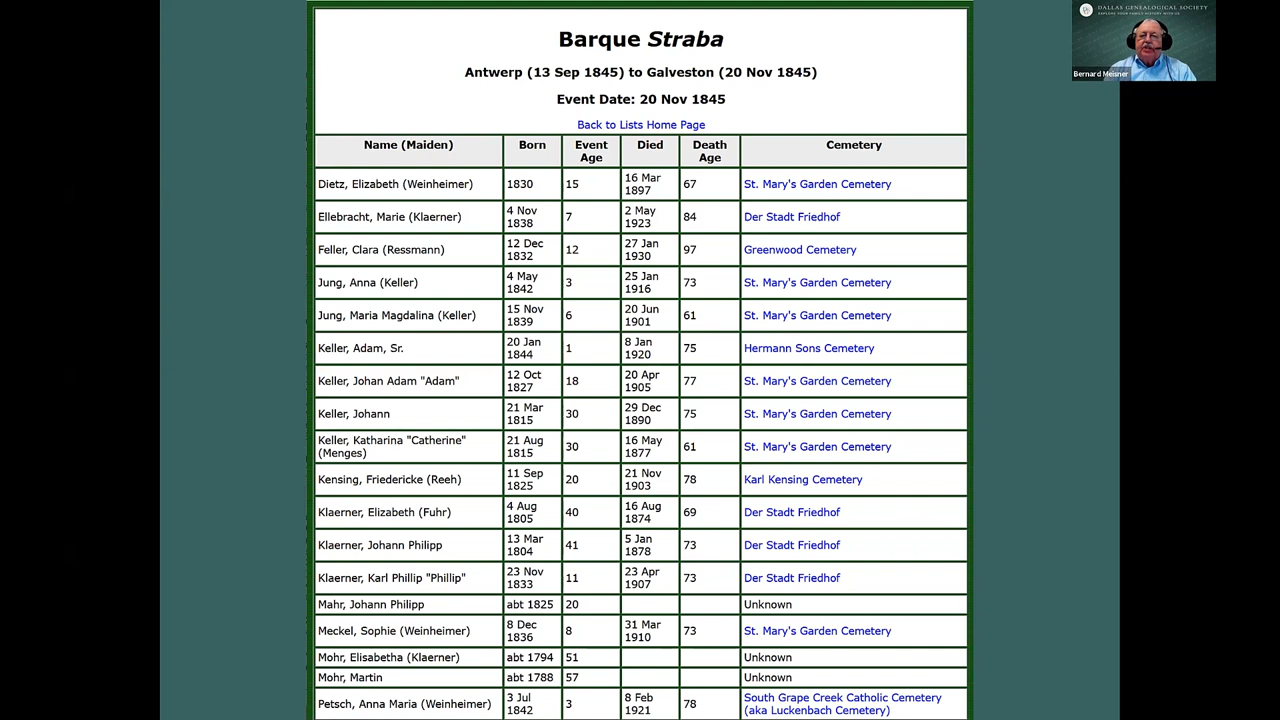 DALLAS GENEALOGICAL SOCIETY
EXPLORE YOUR FAMILY HISTORY WITH US
Bernard Meisner
Barque Straba
Antwerp (13 Sep 1845) to Galveston (20 Nov 1845)
Event Date: 20 Nov 1845
Back to Lists Home Page
Name (Maiden) Born Event Age Died Death Age Cemetery
Dietz, Elizabeth (Weinheimer) 1830 15 16 Mar 1897 67 St. Mary's Garden Cemetery
Ellebracht, Marie (Klaerner) 4 Nov 1838 7 2 May 1923 84 Der Stadt Friedhof
Feller, Clara (Ressmann) 12 Dec 1832 12 27 Jan 1930 97 Greenwood Cemetery
Jung, Anna (Keller) 4 May 1842 3 25 Jan 1916 73 St. Mary's Garden Cemetery
Jung, Maria Magdalina (Keller) 15 Nov 1839 6 20 Jun 1901 61 St. Mary's Garden Cemetery
Keller, Adam, Sr. 20 Jan 1844 1 8 Jan 1920 75 Hermann Sons Cemetery
Keller, Johan Adam "Adam" 12 Oct 1827 18 20 Apr 1905 77 St. Mary's Garden Cemetery
Keller, Johann 21 Mar 1815 30 29 Dec 1890 75 St. Mary's Garden Cemetery
Keller, Katharina "Catherine" (Menges) 21 Aug 1815 30 16 May 1877 61 St. Mary's Garden Cemetery
Kensing, Friedericke (Reeh) 11 Sep 1825 20 21 Nov 1903 78 Karl Kensing Cemetery
Klaerner, Elizabeth (Fuhr) 4 Aug 1805 40 16 Aug 1874 69 Der Stadt Friedhof
Klaerner, Johann Philipp 13 Mar 1804 41 5 Jan 1878 73 Der Stadt Friedhof
Klaerner, Karl Phillip "Phillip" 23 Nov 1833 11 23 Apr 1907 73 Der Stadt Friedhof
Mahr, Johann Philipp abt 1825 20 Unknown
Meckel, Sophie (Weinheimer) 8 Dec 1836 8 31 Mar 1910 73 St. Mary's Garden Cemetery
Mohr, Elisabetha (Klaerner) abt 1794 51 Unknown
Mohr, Martin abt 1788 57 Unknown
Petsch, Anna Maria (Weinheimer) 3 Jul 1842 3 8 Feb 1921 78 South Grape Creek Catholic Cemetery (aka Luckenbach Cemetery)